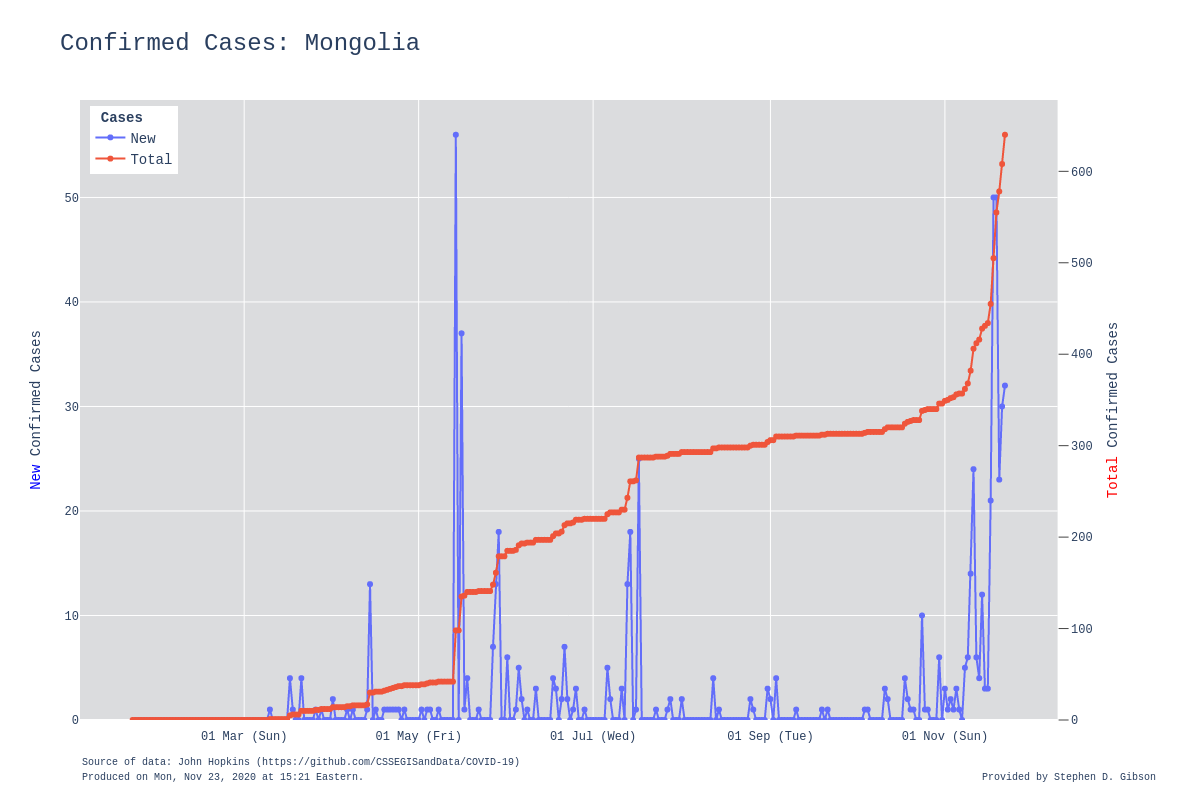 Confirmed Cases: Mongolia
Cases
New
Total
50
40
30
20
10
0
600
500
400
300
200
100
0
New Confirmed Cases
Total Confirmed Cases
01 Mar (Sun)
01 May (Fri)
01 Jul (Wed)
01 Sep (Tue)
01 Nov (Sun)
Source of data: John Hopkins (https://github.com/CSSEGISandData/COVID-19)
Produced on Mon, Nov 23, 2020 at 15:21 Eastern.
Provided by Stephen D. Gibson